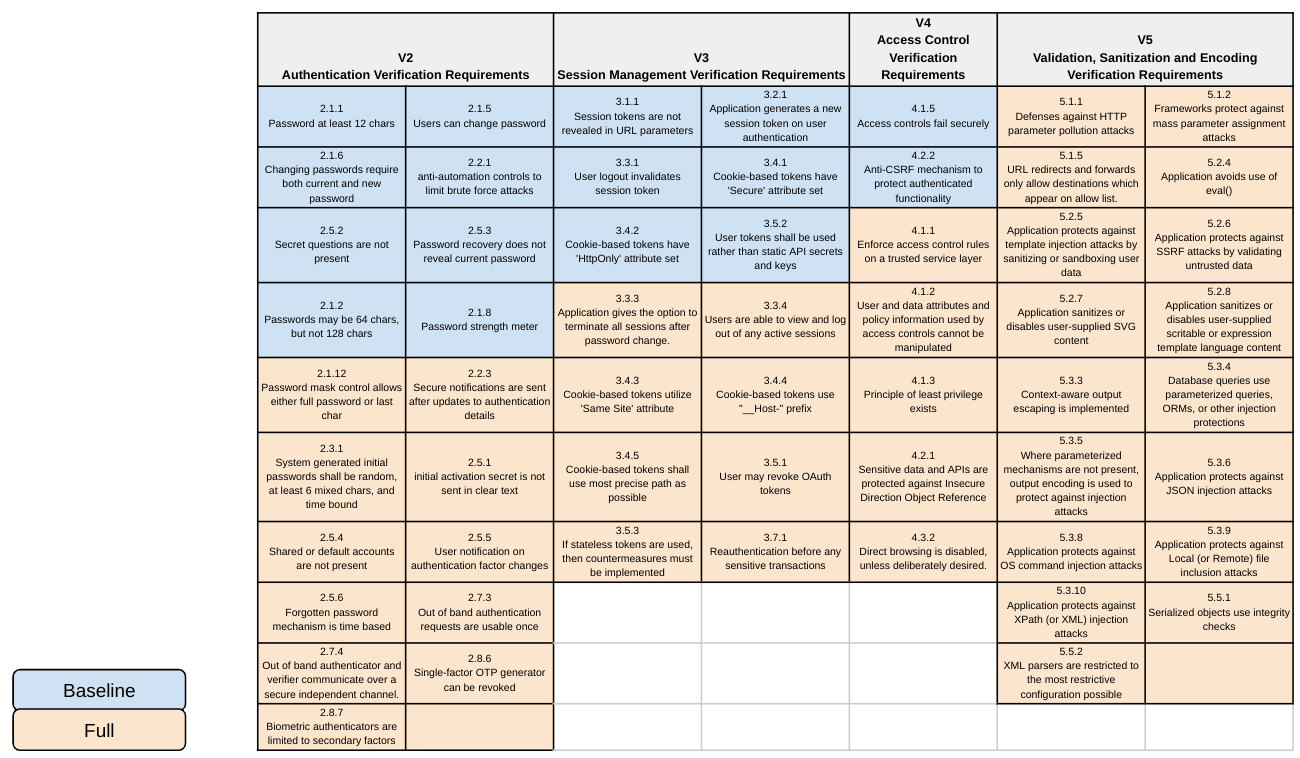 V2
Authentication Verification Requirements
V3
Session Management Verification Requirements
V4
Access Control
Verification
Requirements
V5
Validation, Sanitization and Encoding
Verification Requirements
2.1.1
Password at least 12 chars
2.1.5
Users can change password
3.1.1
Session tokens are not
revealed in URL parameters
3.2.1
Application generates a new
session token on user
authentication
4.1.5
Access controls fail securely
5.1.1
Defenses against HTTP
parameter pollution attacks
5.1.2
Frameworks protect against
mass parameter assignment
attacks
2.1.6
Changing passwords require
both current and new
password
2.2.1
anti-automation controls to
limit brute force attacks
3.3.1
User logout invalidates
session token
3.4.1
Cookie-based tokens have
'Secure' attribute set
4.2.2
Anti-CSRF mechanism to
protect authenticated
functionality
5.1.5
URL redirects and forwards
only allow destinations which
appear on allow list.
5.2.4
Application avoids use of
eval()
2.5.2
Secret questions are not
present
2.5.3
Password recovery does not
reveal current password
3.4.2
Cookie-based tokens have
'HttpOnly' attribute set
3.5.2
User tokens shall be used
rather than static API secrets
and keys
4.1.1
Enforce access control rules
on a trusted service layer
5.2.5
Application protects against
template injection attacks by
sanitizing or sandboxing user
data
5.2.6
Application protects against
SSRF attacks by validating
untrusted data
2.1.2
Passwords may be 64 chars,
but not 128 chars
2.1.8
Password strength meter
3.3.3
Application gives the option to
terminate all sessions after
password change.
3.3.4
Users are able to view and log
out of any active sessions
4.1.2
User and data attributes and
policy information used by
access controls cannot be
manipulated
5.2.7
Application sanitizes or
disables user-supplied SVG
content
5.2.8
Application sanitizes or
disables user-supplied
scritable or expression
template language content
2.1.12
Password mask control allows
either full password or last
char
2.2.3
Secure notifications are sent
after updates to authentication
details
3.4.3
Cookie-based tokens utilize
'Same Site' attribute
3.4.4
Cookie-based tokens use
"__Host-" prefix
4.1.3
Principle of least privilege
exists
5.3.3
Context-aware output
escaping is implemented
5.3.4
Database queries use
parameterized queries,
ORMs, or other injection
protections
2.3.1
System generated initial
passwords shall be random,
at least 6 mixed chars, and
time bound
2.5.1
initial activation secret is not
sent in clear text
3.4.5
Cookie-based tokens shall
use most precise path as
possible
3.5.1
User may revoke OAuth
tokens
4.2.1
Sensitive data and APIs are
protected against Insecure
Direction Object Reference
5.3.5
Where parameterized
mechanisms are not present,
output encoding is used to
protect against injection
attacks
5.3.6
Application protects against
JSON injection attacks
2.5.4
Shared or default accounts
are not present
2.5.5
User notification on
authentication factor changes
3.5.3
If stateless tokens are used,
then countermeasures must
be implemented
3.7.1
Reauthentication before any
sensitive transactions
4.3.2
Direct browsing is disabled,
unless deliberately desired.
5.3.8
Application protects against
OS command injection attacks
5.3.9
Application protects against
Local (or Remote) file
inclusion attacks
2.5.6
Forgotten password
mechanism is time based
2.7.3
Out of band authentication
requests are usable once
5.3.10
Application protects against
XPath (or XML) injection
attacks
5.5.1
Serialized objects use integrity
checks
2.7.4
Out of band authenticator and
verifier communicate over a
secure independent channel.
2.8.6
Single-factor OTP generator
can be revoked
5.5.2
XML parsers are restricted to
the most restrictive
configuration possible
2.8.7
Biometric authenticators are
limited to secondary factors
Baseline
Full